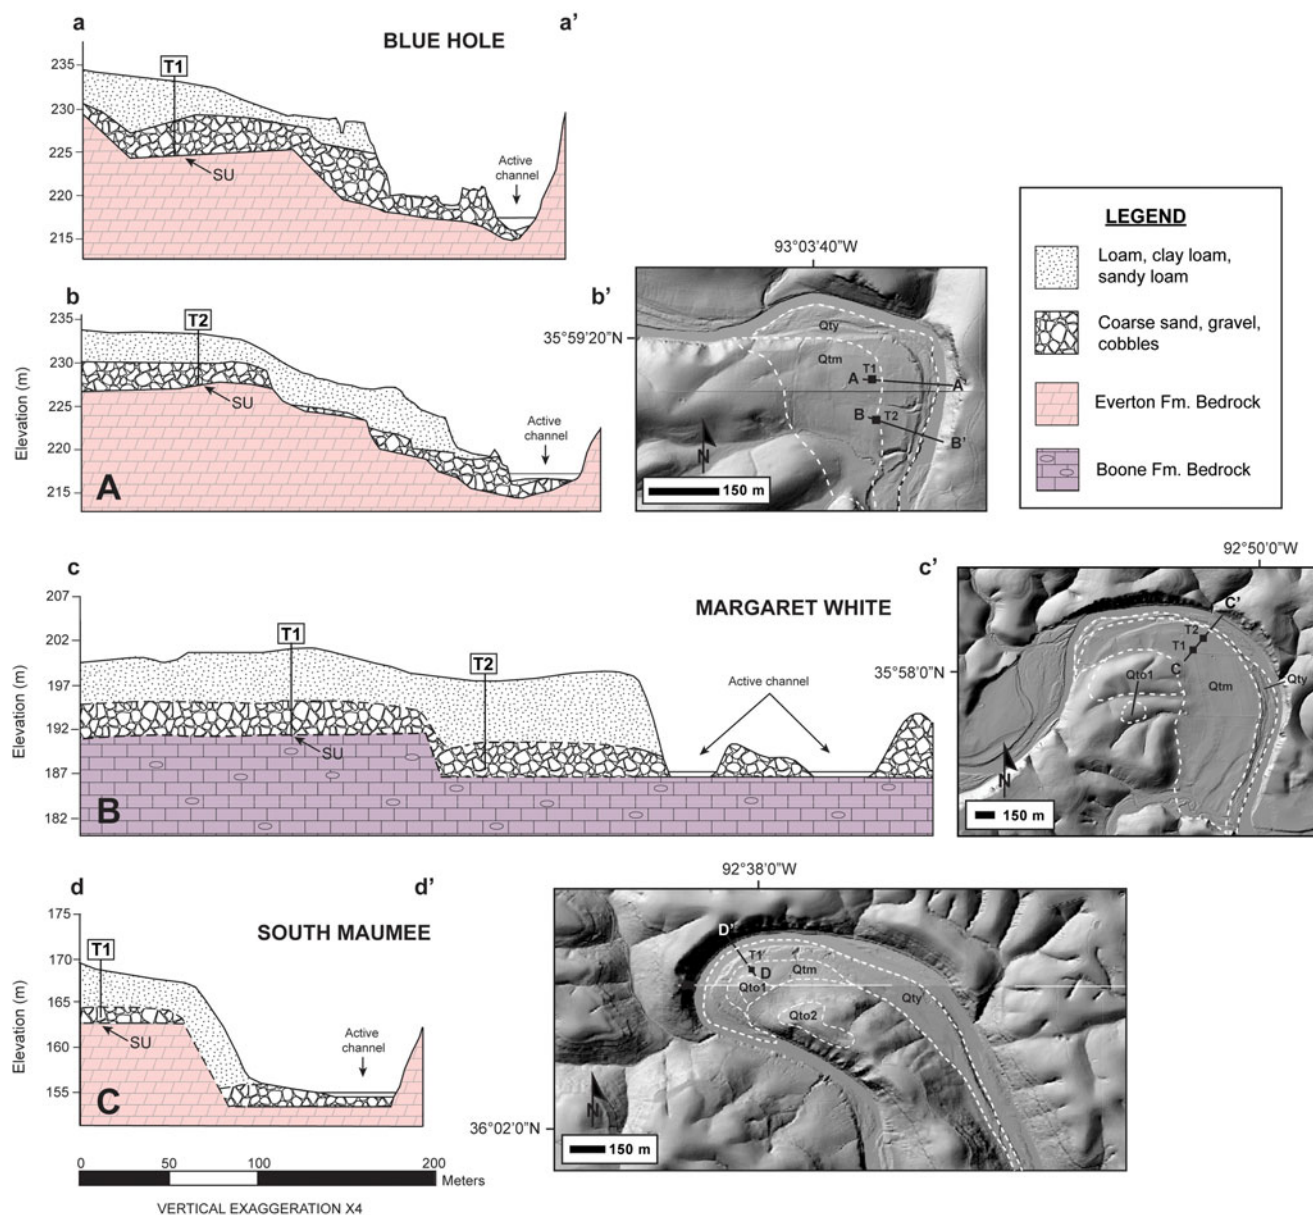 a
a'
BLUE HOLE
235
230
225
220
215
T1
SU
Active
channel
b
b'
235
230
225
220
215
Elevation (m)
T2
SU
Active
channel
A
93°03'40"W
35°59'20"N
Qty
Qtm
T1
A
A'
B
T2
B'
N
150 m
LEGEND
Loam, clay loam,
sandy loam
Coarse sand, gravel,
cobbles
Everton Fm. Bedrock
Boone Fm. Bedrock
c
c'
MARGARET WHITE
207
202
197
192
187
182
Elevation (m)
T1
T2
SU
Active channel
B
92°50'0"W
35°58'0"N
C'
T2
T1
C
Qto1
Qtm
Qty
N
150 m
d
d'
SOUTH MAUMEE
175
170
165
160
155
Elevation (m)
T1
SU
Active
channel
C
92°38'0"W
36°02'0"N
D'
T1
D
Qtm
Qto1
Qty
Qto2
N
150 m
0 50 100 200
Meters
VERTICAL EXAGGERATION X4